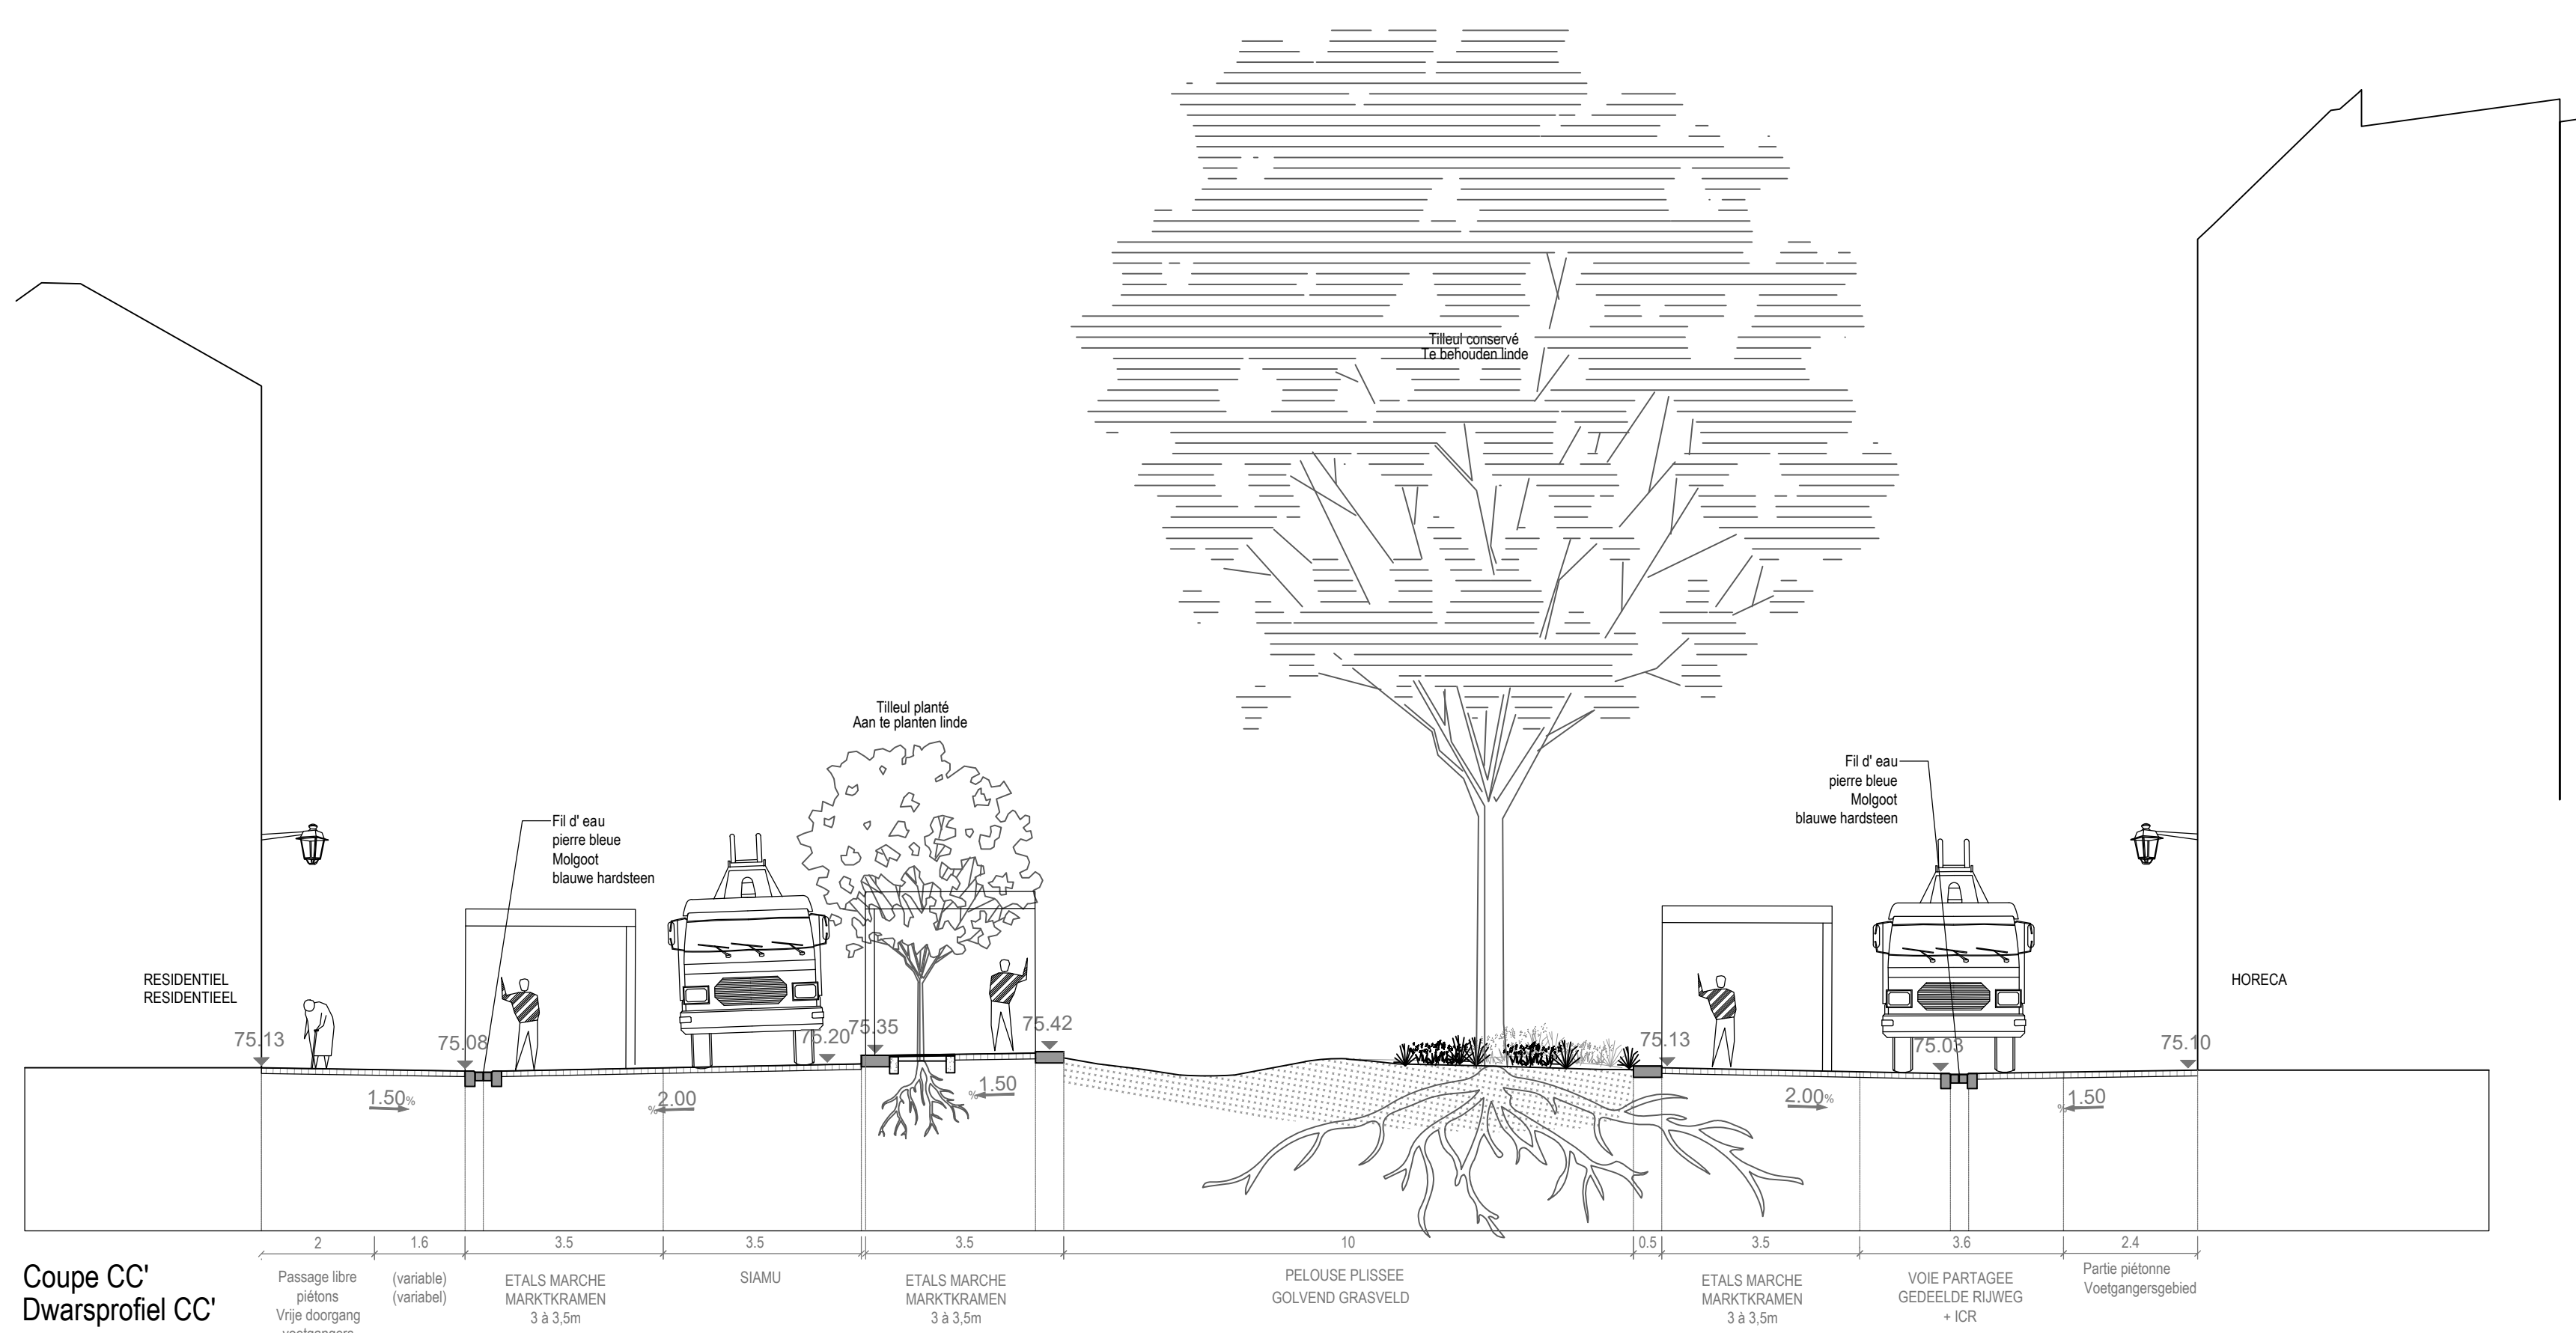 Tilleul conservé
Te behouden linde
Tilleul planté
Aan te planten linde
Fil d' eau
pierre bleue
Molgoot
blauwe hardsteen
Fil d' eau
pierre bleue
Molgoot
blauwe hardsteen
RESIDENTIEL
RESIDENTIEEL
HORECA
75.13
75.08
75.20
75.35
75.42
75.13
75.03
75.10
1.50%
%2.00
%1.50
2.00%
%1.50
2
1.6
3.5
3.5
3.5
10
0.5
3.5
3.6
2.4
Coupe CC'
Dwarsprofiel CC'
Passage libre
piétons
Vrije doorgang
voetgangers
(variable)
(variabel)
ETALS MARCHE
MARKTKRAMEN
3 à 3,5m
SIAMU
ETALS MARCHE
MARKTKRAMEN
3 à 3,5m
PELOUSE PLISSEE
GOLVEND GRASVELD
ETALS MARCHE
MARKTKRAMEN
3 à 3,5m
VOIE PARTAGEE
GEDEELDE RIJWEG
+ ICR
Partie piétonne
Voetgangersgebied